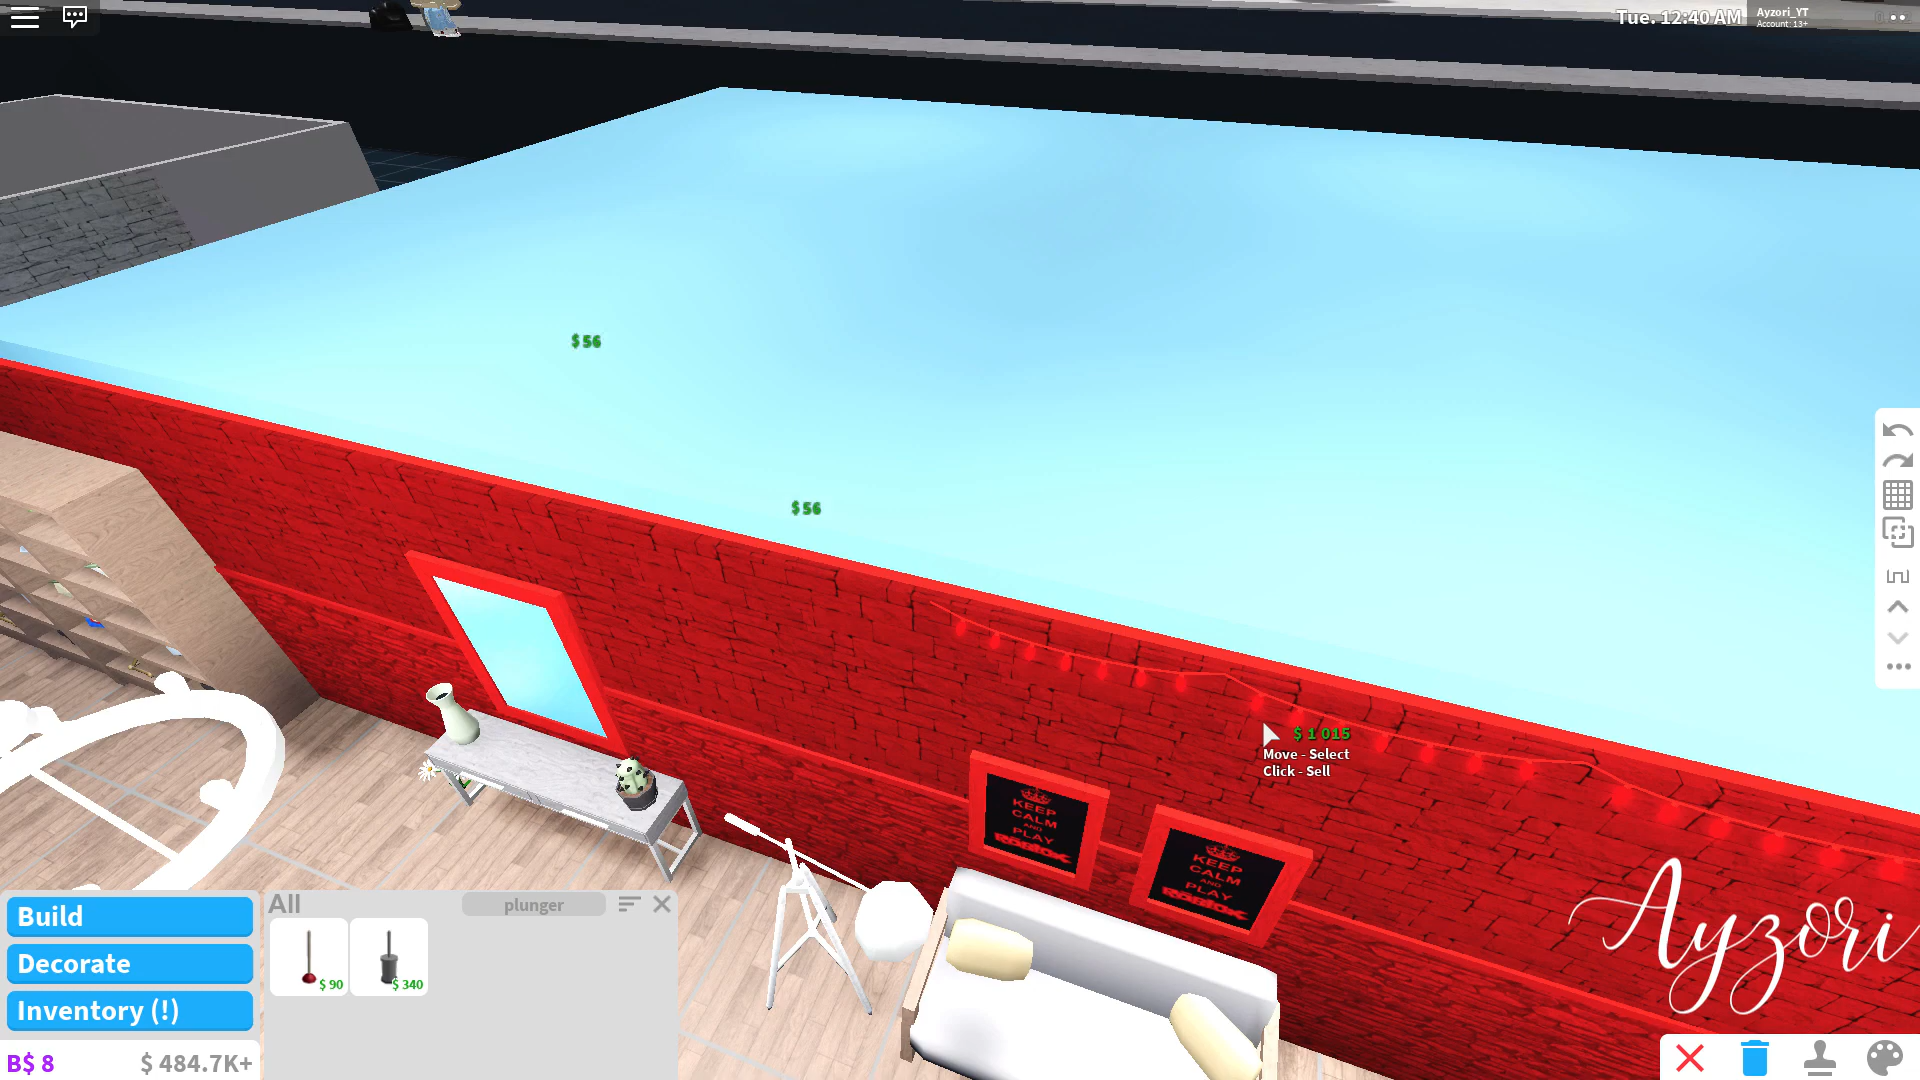 Tue. 12:40 AM
Ayzori_YT
Account: 13+
$ 56
$ 56
$ 1 015
Move - Select
Click - Sell
KEEP
CALM
AND
PLAY
ROBLOX
KEEP
CALM
AND
PLAY
ROBLOX
Ayzori
Build
Decorate
Inventory (!)
B$ 8
$ 484.7K+
All
plunger
$ 90
$ 340